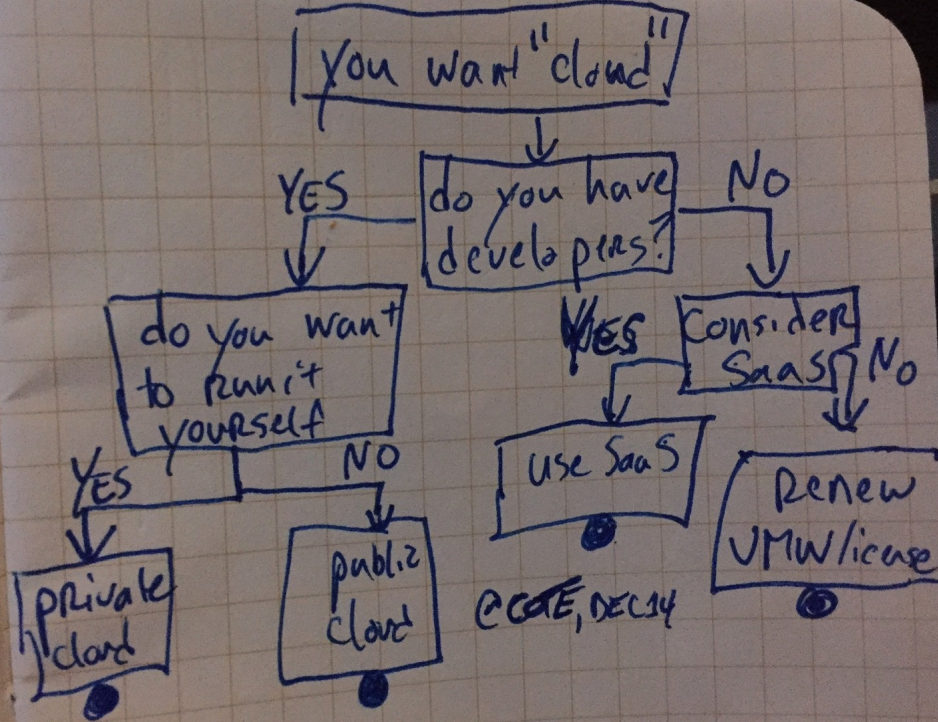 you want "cloud"
YES
do you have
developers?
NO
do you want
to run it
yourself
YES
Consider
SaaS
NO
YES
NO
use SaaS
Renew
VMW license
private
cloud
public
cloud
@COTE, DEC14